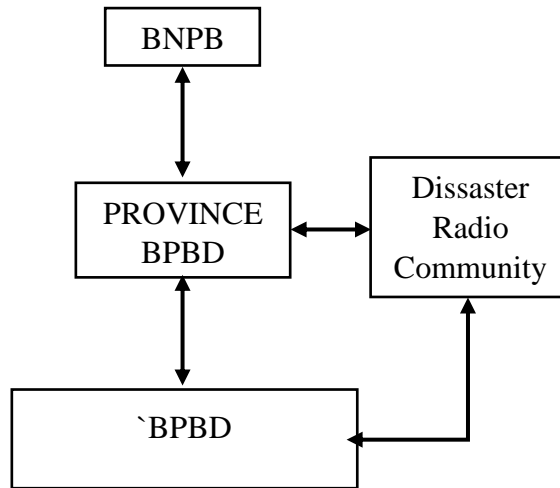 BNPB
PROVINCE
BPBD
Dissaster
Radio
Community
`BPBD